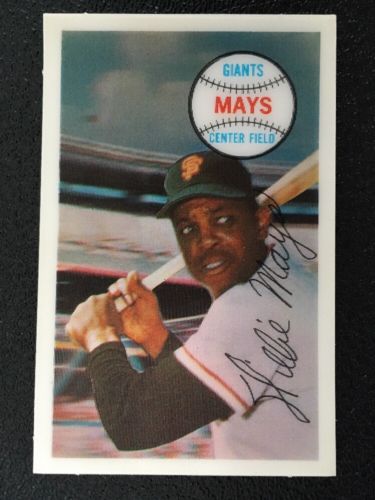 GIANTS
MAYS
CENTER FIELD
SF
Willie Mays